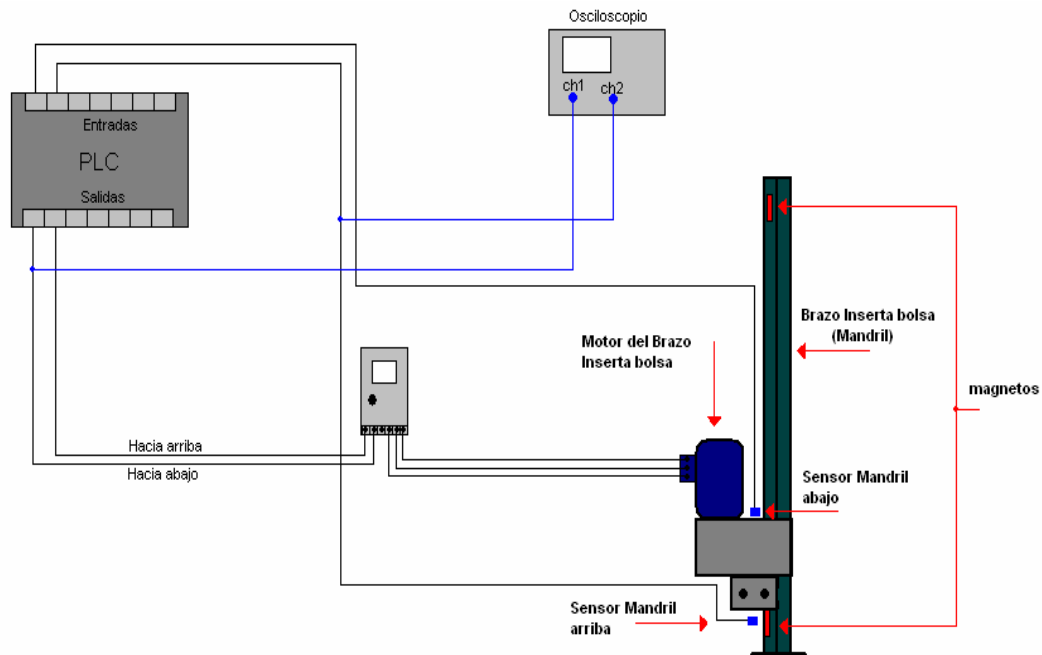 Osciloscopio
ch1 ch2
Entradas
PLC
Salidas
Brazo Inserta bolsa
(Mandril)
Motor del Brazo
Inserta bolsa
magnetos
Hacia arriba
Hacia abajo
Sensor Mandril
abajo
Sensor Mandril
arriba